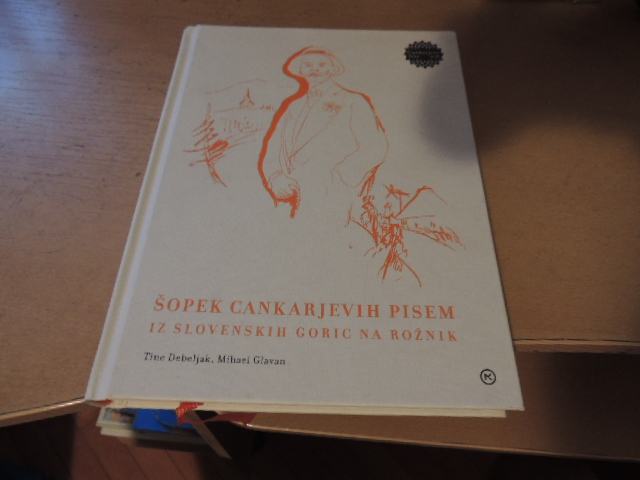 ŠOPEK CANKARJEVIH PISEM
IZ SLOVENSKIH GORIC NA ROŽNIK
Tine Debeljak, Mihael Glavan